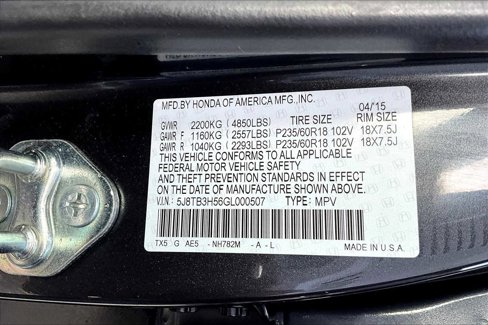 MFD.BY HONDA OF AMERICA MFG.,INC. 04/15
GVWR 2200KG (4850LBS) TIRE SIZE RIM SIZE
GAWR F 1160KG (2557LBS) P235/60R18 102V 18X7.5J
GAWR R 1040KG (2293LBS) P235/60R18 102V 18X7.5J
THIS VEHICLE CONFORMS TO ALL APPLICABLE
FEDERAL MOTOR VEHICLE SAFETY
AND THEFT PREVENTION STANDARDS IN EFFECT
ON THE DATE OF MANUFACTURE SHOWN ABOVE.
V.I.N.: 5J8TB3H56GL000507 TYPE: MPV
TX5 G AE5 - NH782M - A - L MADE IN U.S.A.